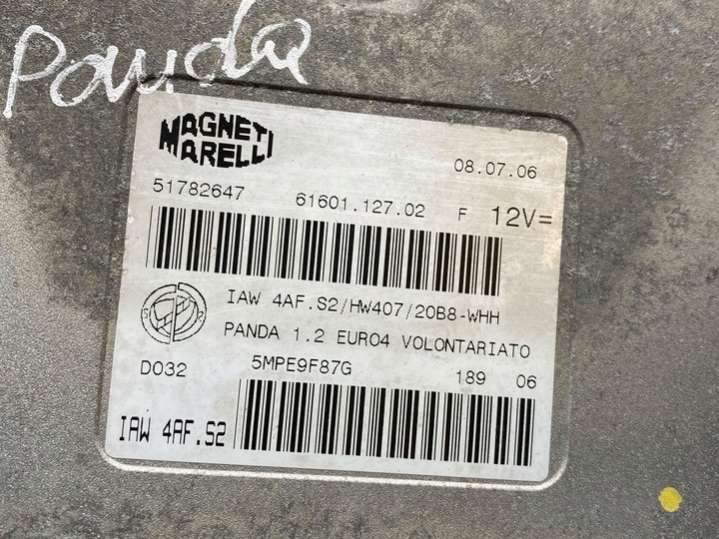 Panda
MAGNETI
MARELLI
08.07.06
51782647 61601.127.02 F 12V=
IAW 4AF.S2/HW407/20B8-WHH
PANDA 1.2 EURO4 VOLONTARIATO
D032 5MPE9F87G 189 06
IAW 4AF.S2